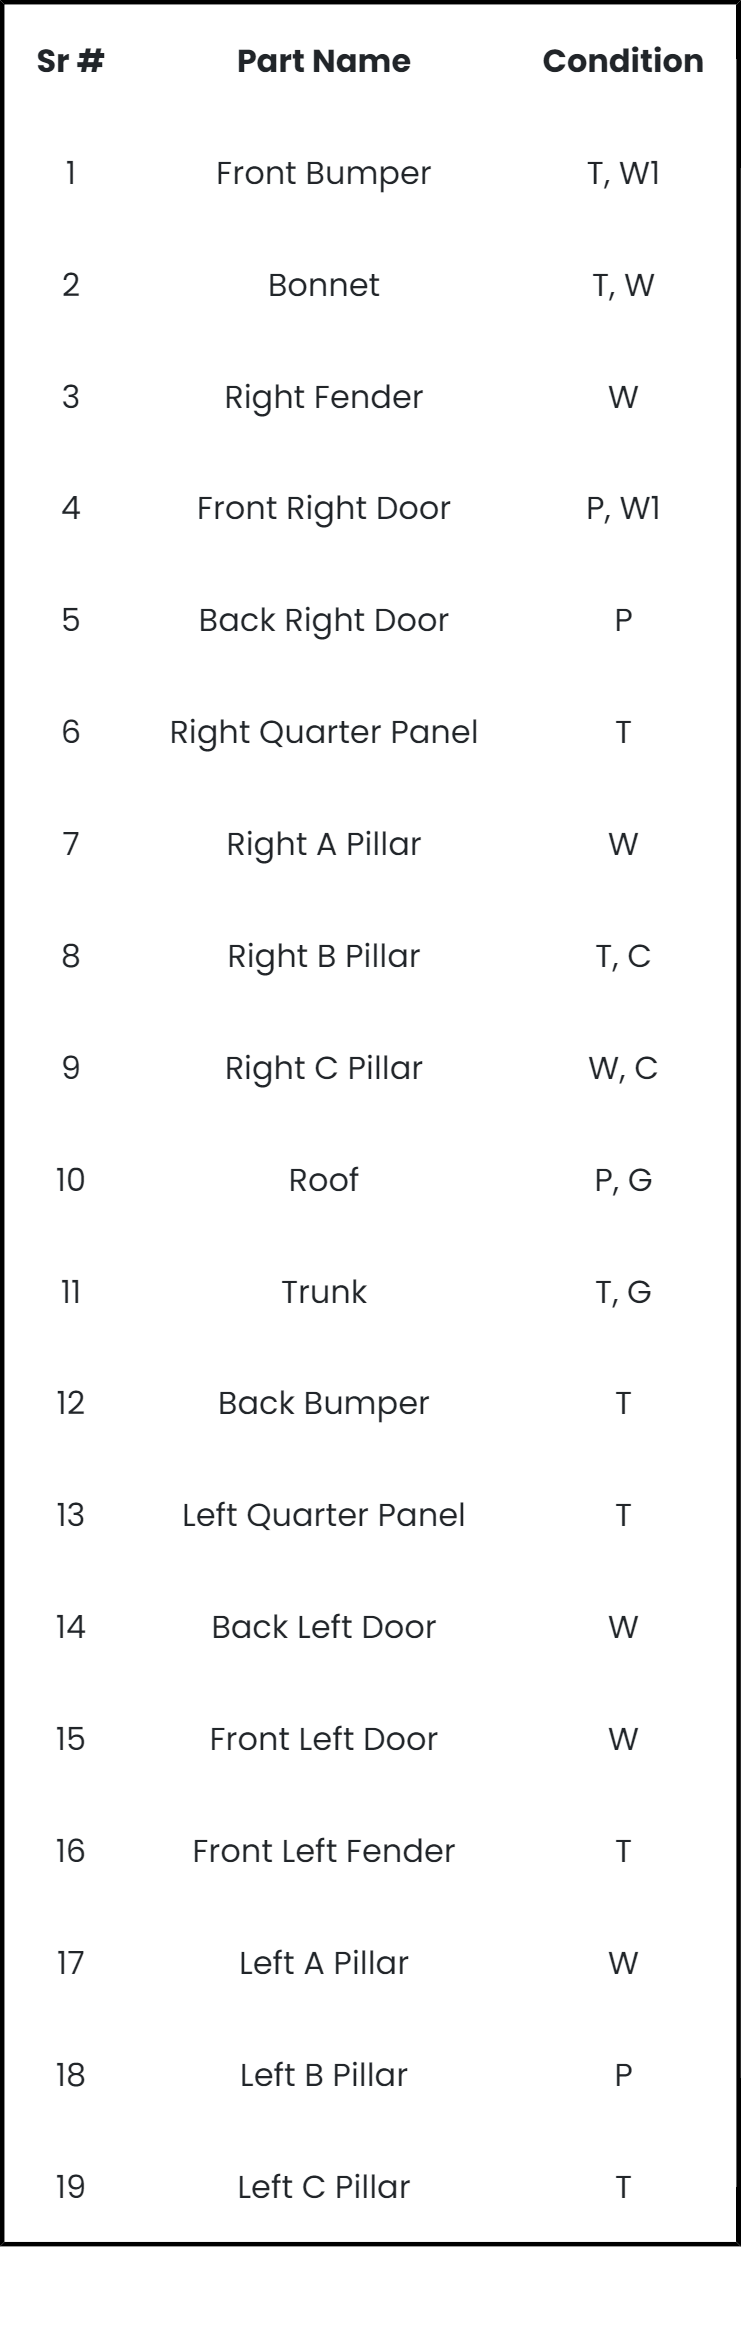 Sr # Part Name Condition
1 Front Bumper T, W1
2 Bonnet T, W
3 Right Fender W
4 Front Right Door P, W1
5 Back Right Door P
6 Right Quarter Panel T
7 Right A Pillar W
8 Right B Pillar T, C
9 Right C Pillar W, C
10 Roof P, G
11 Trunk T, G
12 Back Bumper T
13 Left Quarter Panel T
14 Back Left Door W
15 Front Left Door W
16 Front Left Fender T
17 Left A Pillar W
18 Left B Pillar P
19 Left C Pillar T